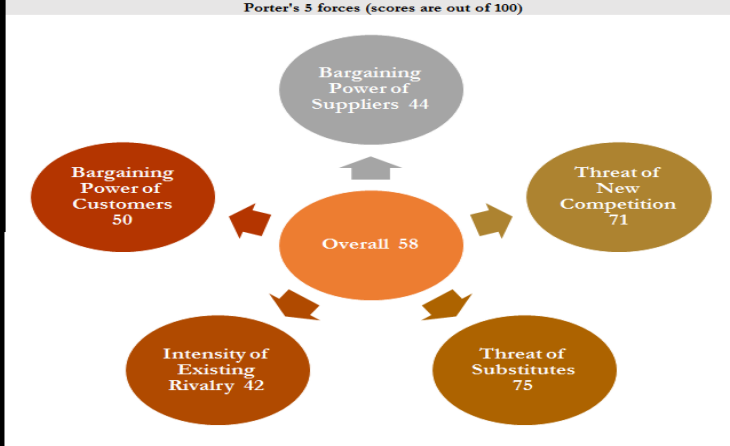 Porter's 5 forces (scores are out of 100)
Bargaining
Power of
Suppliers 44
Bargaining
Power of
Customers
50
Threat of
New
Competition
71
Overall 58
Intensity of
Existing
Rivalry 42
Threat of
Substitutes
75